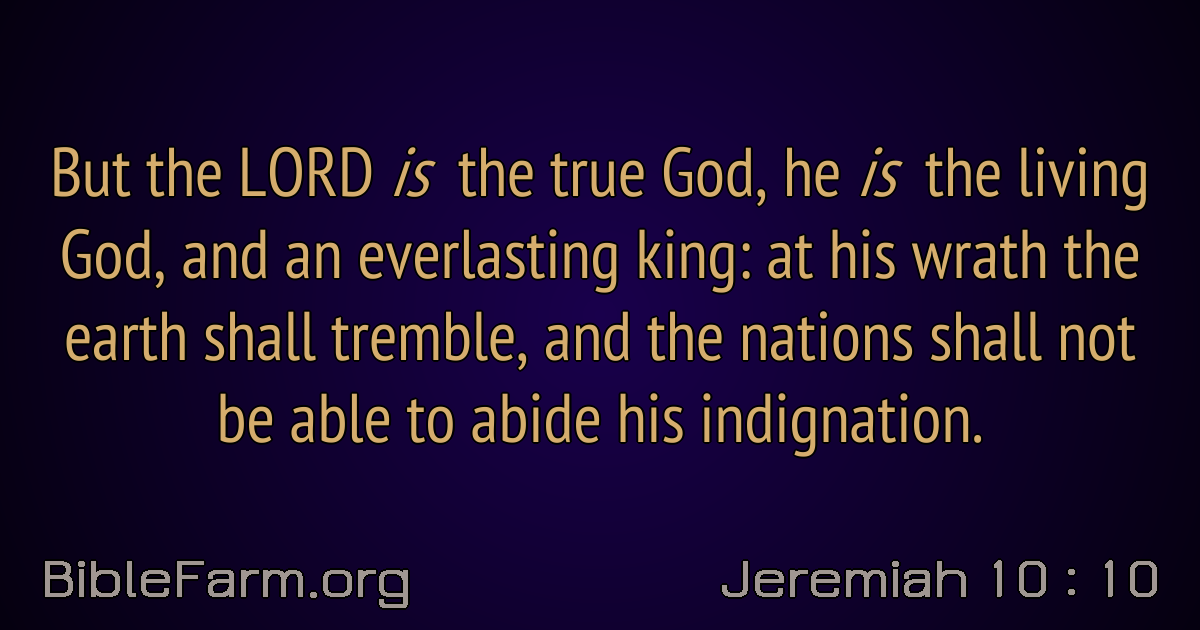 But the LORD is the true God, he is the living
God, and an everlasting king: at his wrath the
earth shall tremble, and the nations shall not
be able to abide his indignation.
BibleFarm.org
Jeremiah 10 : 10